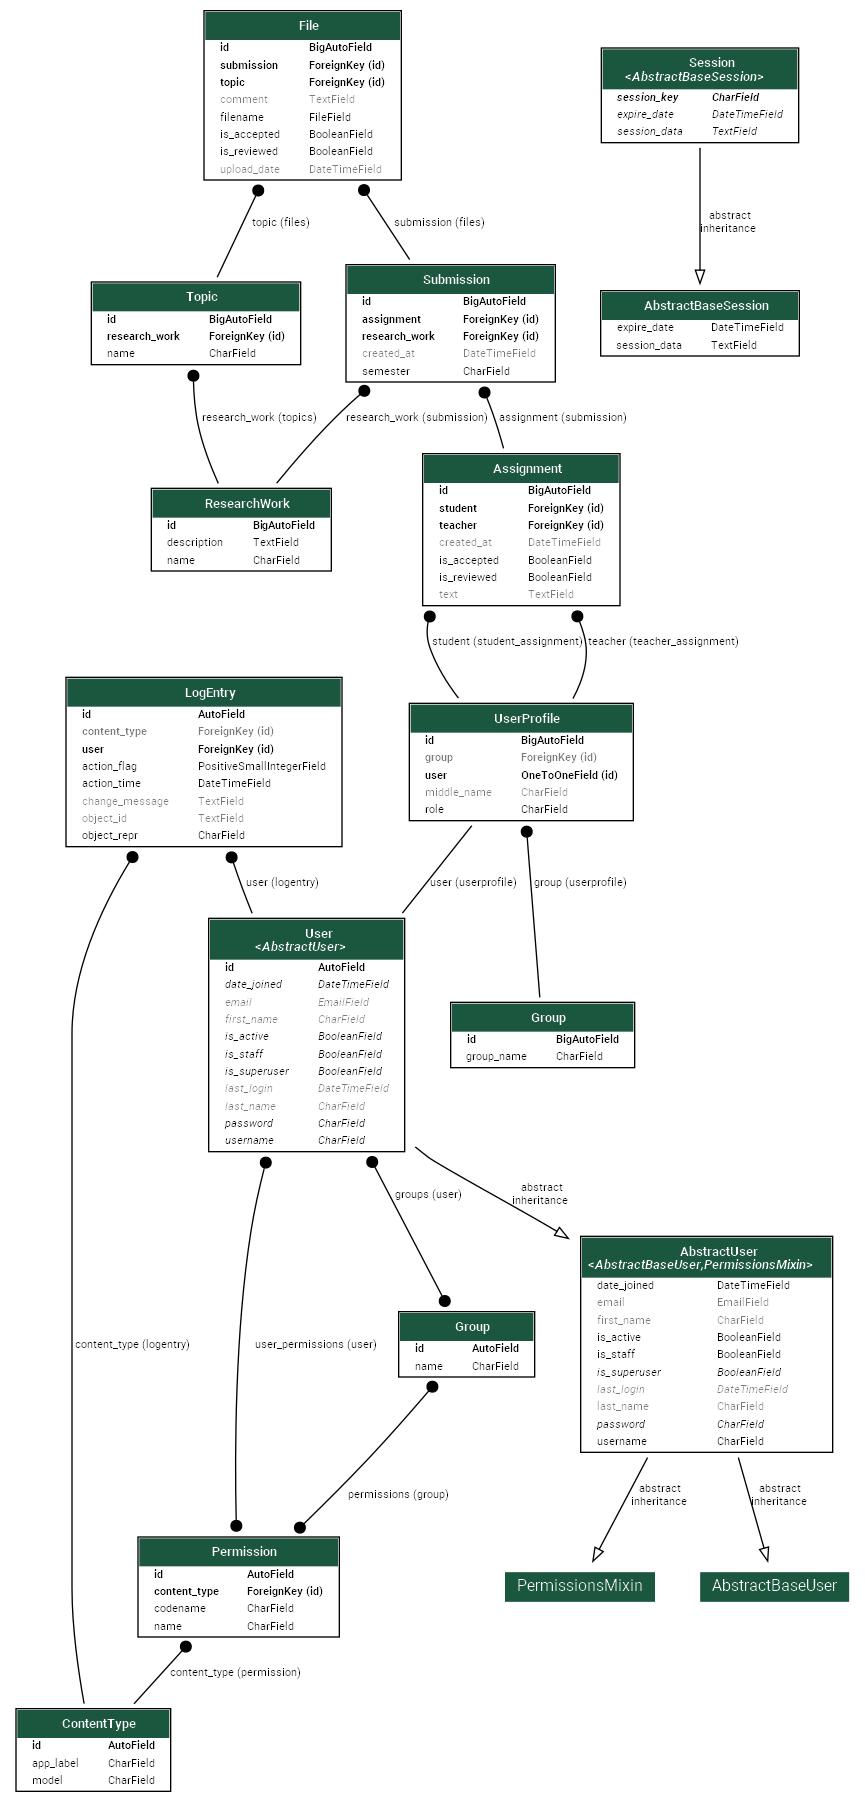 File
id BigAutoField
submission ForeignKey (id)
topic ForeignKey (id)
comment TextField
filename FileField
is_accepted BooleanField
is_reviewed BooleanField
upload_date DateTimeField
Session
<AbstractBaseSession>
session_key CharField
expire_date DateTimeField
session_data TextField
topic (files)
submission (files)
abstract
inheritance
Topic
id BigAutoField
research_work ForeignKey (id)
name CharField
Submission
id BigAutoField
assignment ForeignKey (id)
research_work ForeignKey (id)
created_at DateTimeField
semester CharField
AbstractBaseSession
expire_date DateTimeField
session_data TextField
research_work (topics)
research_work (submission)
assignment (submission)
ResearchWork
id BigAutoField
description TextField
name CharField
Assignment
id BigAutoField
student ForeignKey (id)
teacher ForeignKey (id)
created_at DateTimeField
is_accepted BooleanField
is_reviewed BooleanField
text TextField
student (student_assignment)
teacher (teacher_assignment)
LogEntry
id AutoField
content_type ForeignKey (id)
user ForeignKey (id)
action_flag PositiveSmallIntegerField
action_time DateTimeField
change_message TextField
object_id TextField
object_repr CharField
UserProfile
id BigAutoField
group ForeignKey (id)
user OneToOneField (id)
middle_name CharField
role CharField
user (logentry)
user (userprofile)
group (userprofile)
User
<AbstractUser>
id AutoField
date_joined DateTimeField
email EmailField
first_name CharField
is_active BooleanField
is_staff BooleanField
is_superuser BooleanField
last_login DateTimeField
last_name CharField
password CharField
username CharField
Group
id BigAutoField
group_name CharField
groups (user)
abstract
inheritance
AbstractUser
<AbstractBaseUser,PermissionsMixin>
date_joined DateTimeField
email EmailField
first_name CharField
is_active BooleanField
is_staff BooleanField
is_superuser BooleanField
last_login DateTimeField
last_name CharField
password CharField
username CharField
Group
id AutoField
name CharField
content_type (logentry)
user_permissions (user)
permissions (group)
abstract
inheritance
abstract
inheritance
Permission
id AutoField
content_type ForeignKey (id)
codename CharField
name CharField
PermissionsMixin
AbstractBaseUser
content_type (permission)
ContentType
id AutoField
app_label CharField
model CharField